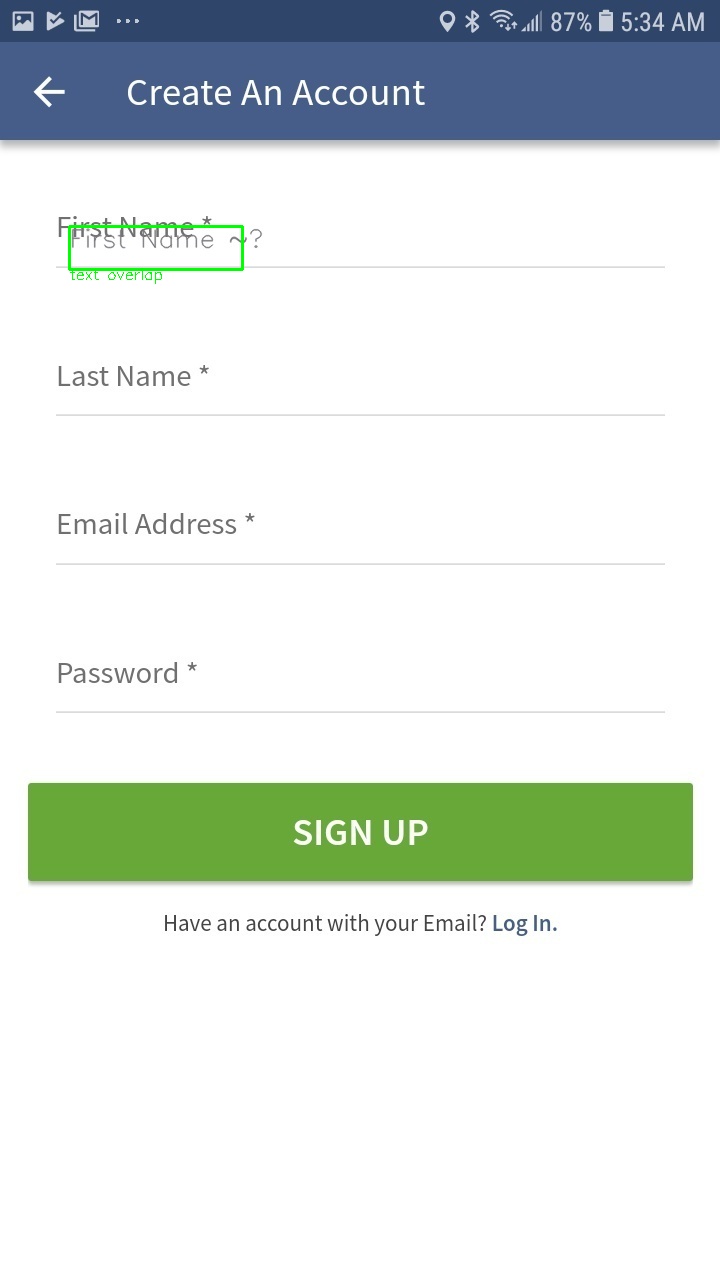 87% 5:34 AM
Create An Account
First Name *
First Name ~?
text overlap
Last Name *
Email Address *
Password *
SIGN UP
Have an account with your Email? Log In.